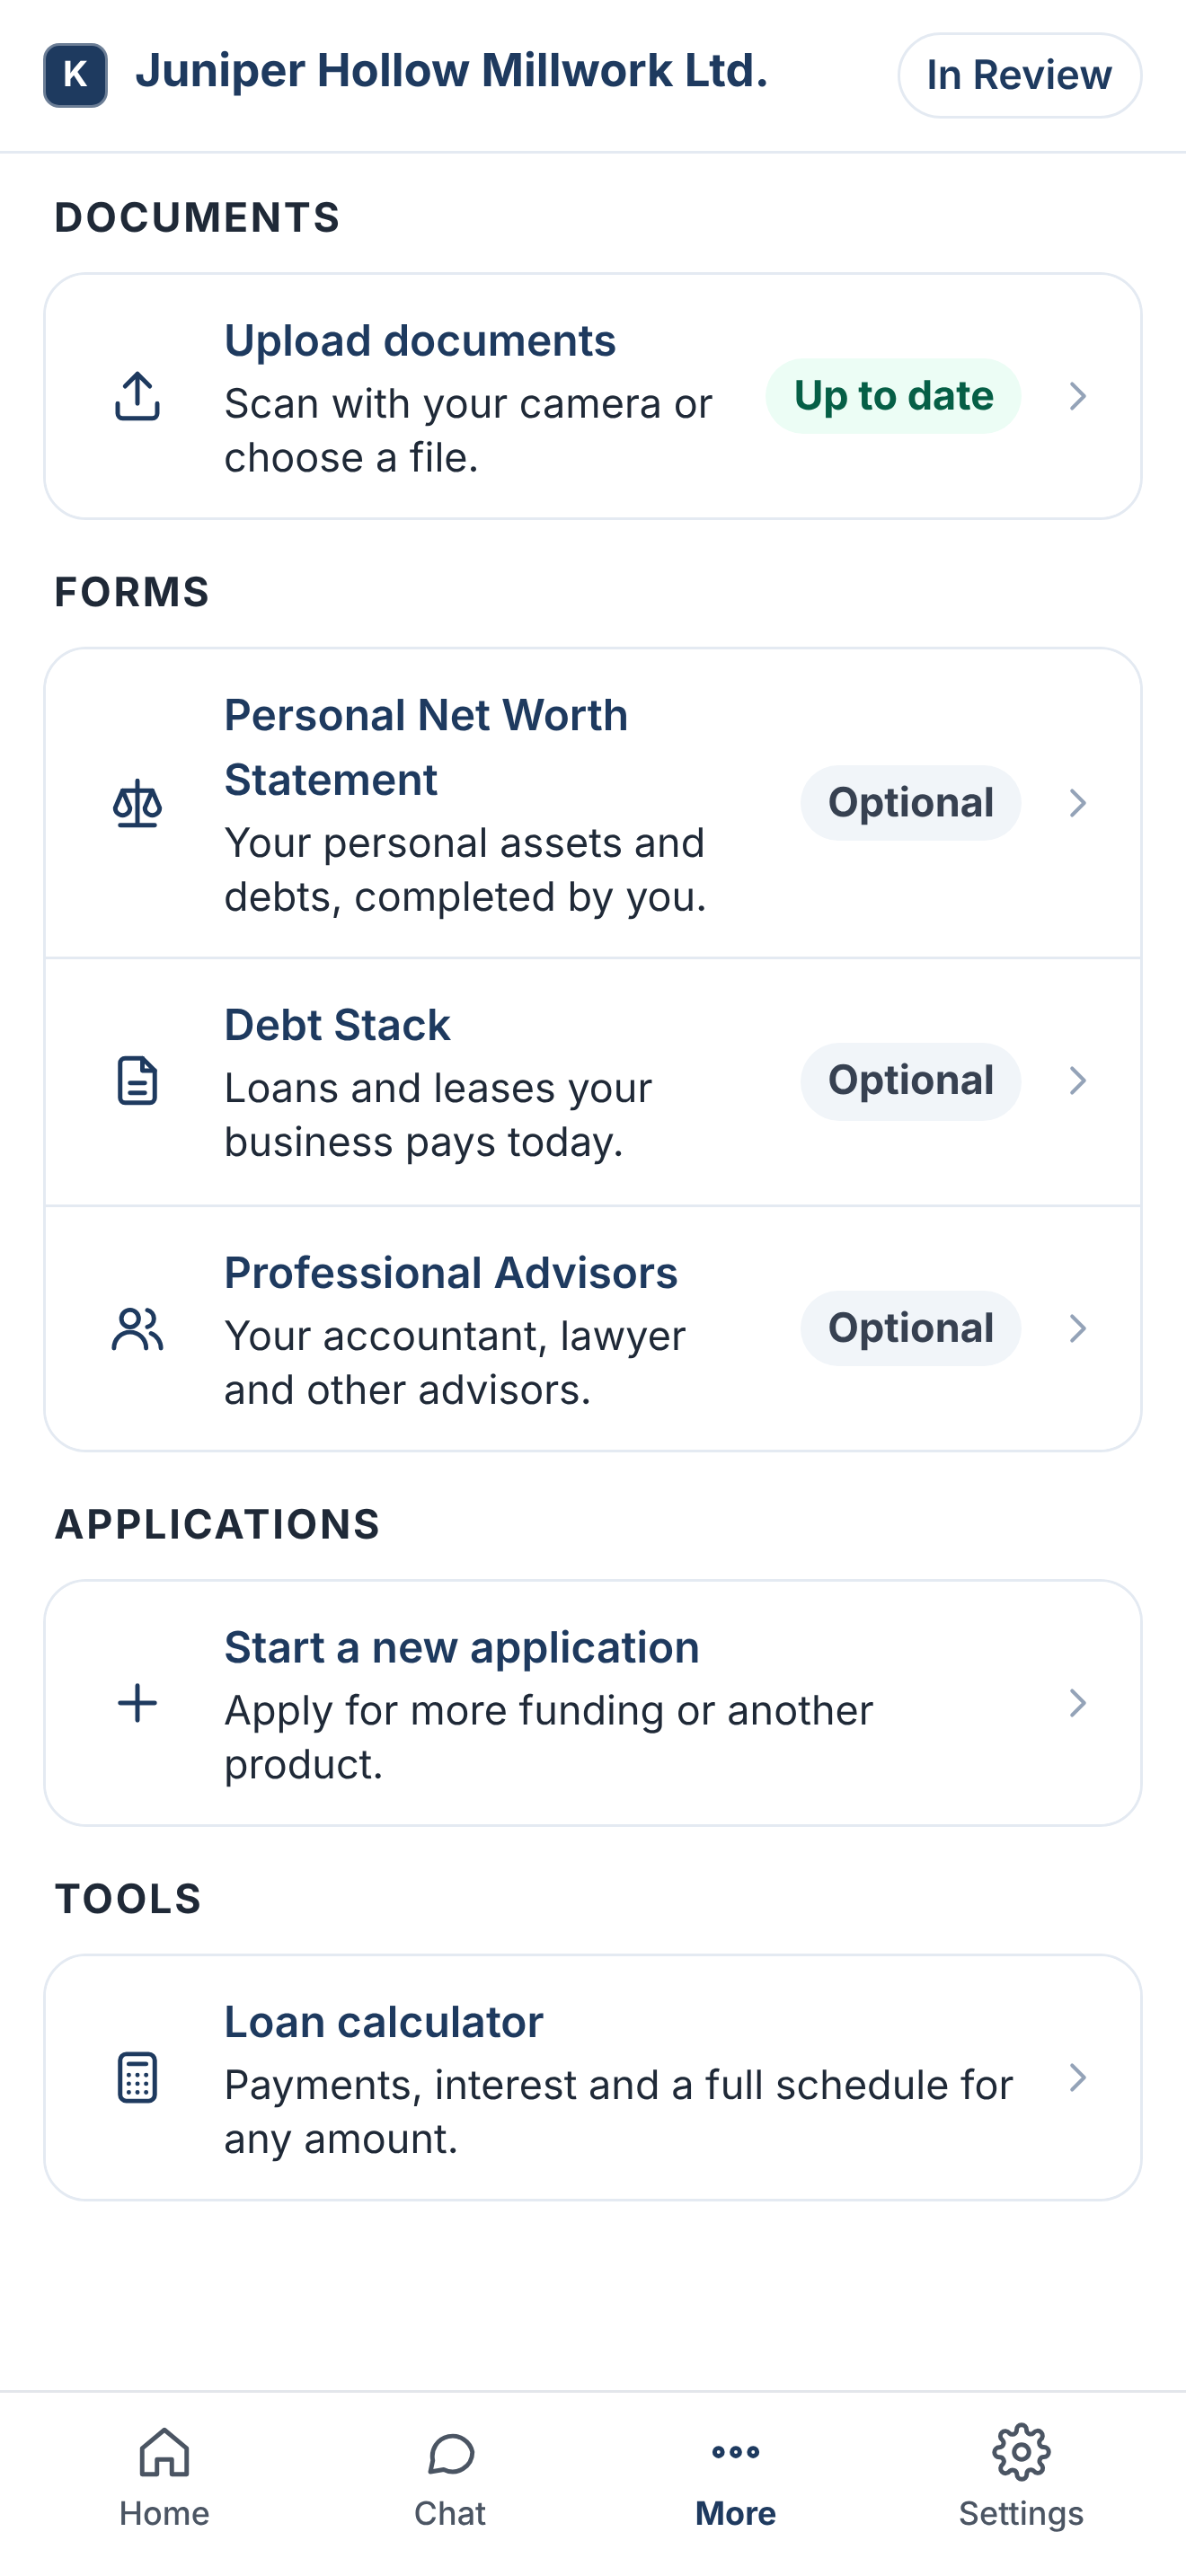 K
Juniper Hollow Millwork Ltd.
In Review
DOCUMENTS
Upload documents
Scan with your camera or
choose a file.
Up to date
FORMS
Personal Net Worth
Statement
Your personal assets and
debts, completed by you.
Optional
Debt Stack
Loans and leases your
business pays today.
Optional
Professional Advisors
Your accountant, lawyer
and other advisors.
Optional
APPLICATIONS
Start a new application
Apply for more funding or another
product.
TOOLS
Loan calculator
Payments, interest and a full schedule for
any amount.
Home
Chat
More
Settings